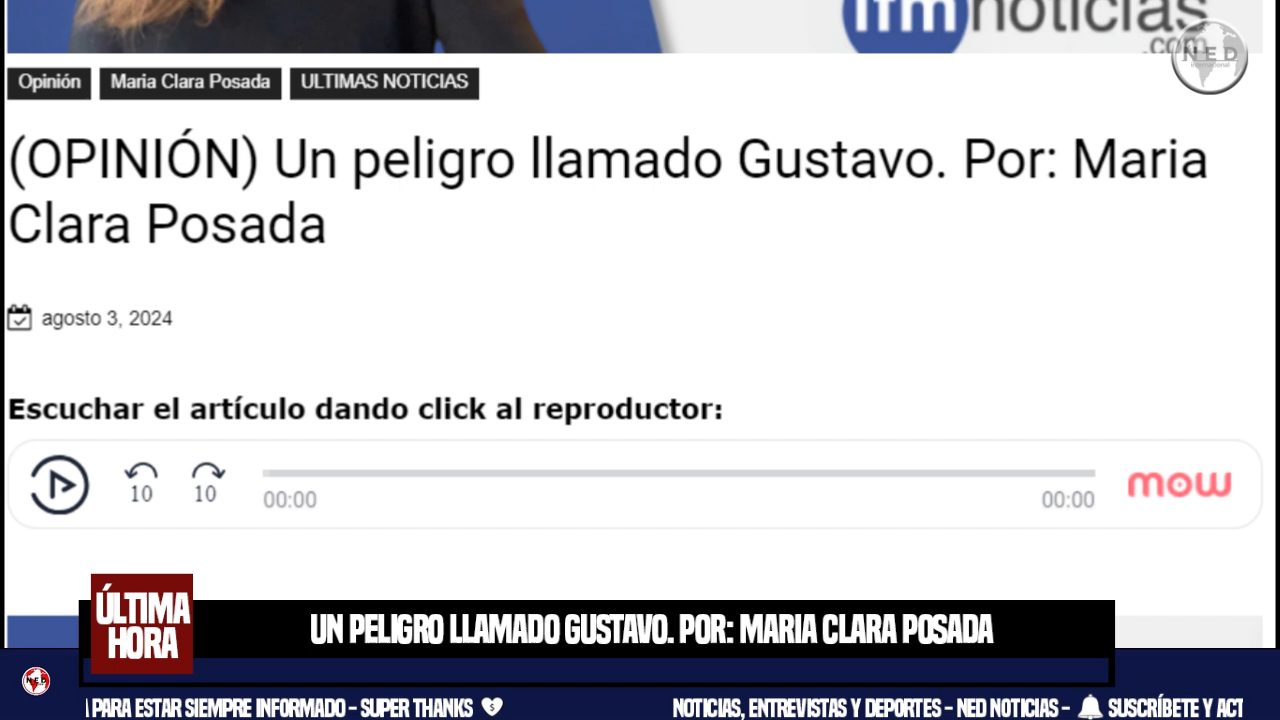 ifmnoticias
.com
NED
international
Opinión
Maria Clara Posada
ULTIMAS NOTICIAS
(OPINIÓN) Un peligro llamado Gustavo. Por: Maria
Clara Posada
agosto 3, 2024
Escuchar el artículo dando click al reproductor:
10
10
00:00
00:00
mow
ÚLTIMA
HORA
UN PELIGRO LLAMADO GUSTAVO. POR: MARIA CLARA POSADA
NED
PARA ESTAR SIEMPRE INFORMADO - SUPER THANKS
NOTICIAS, ENTREVISTAS Y DEPORTES - NED NOTICIAS -
SUSCRÍBETE Y ACT